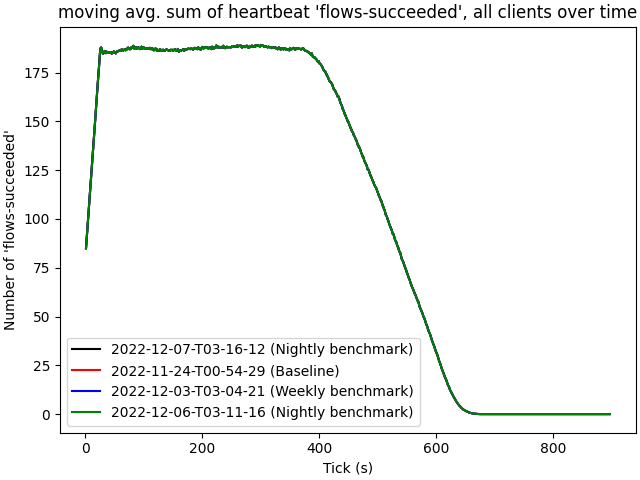 moving avg. sum of heartbeat 'flows-succeeded', all clients over time
Number of 'flows-succeeded'
175
150
125
100
75
50
25
0
2022-12-07-T03-16-12 (Nightly benchmark)
2022-11-24-T00-54-29 (Baseline)
2022-12-03-T03-04-21 (Weekly benchmark)
2022-12-06-T03-11-16 (Nightly benchmark)
0 200 400 600 800
Tick (s)